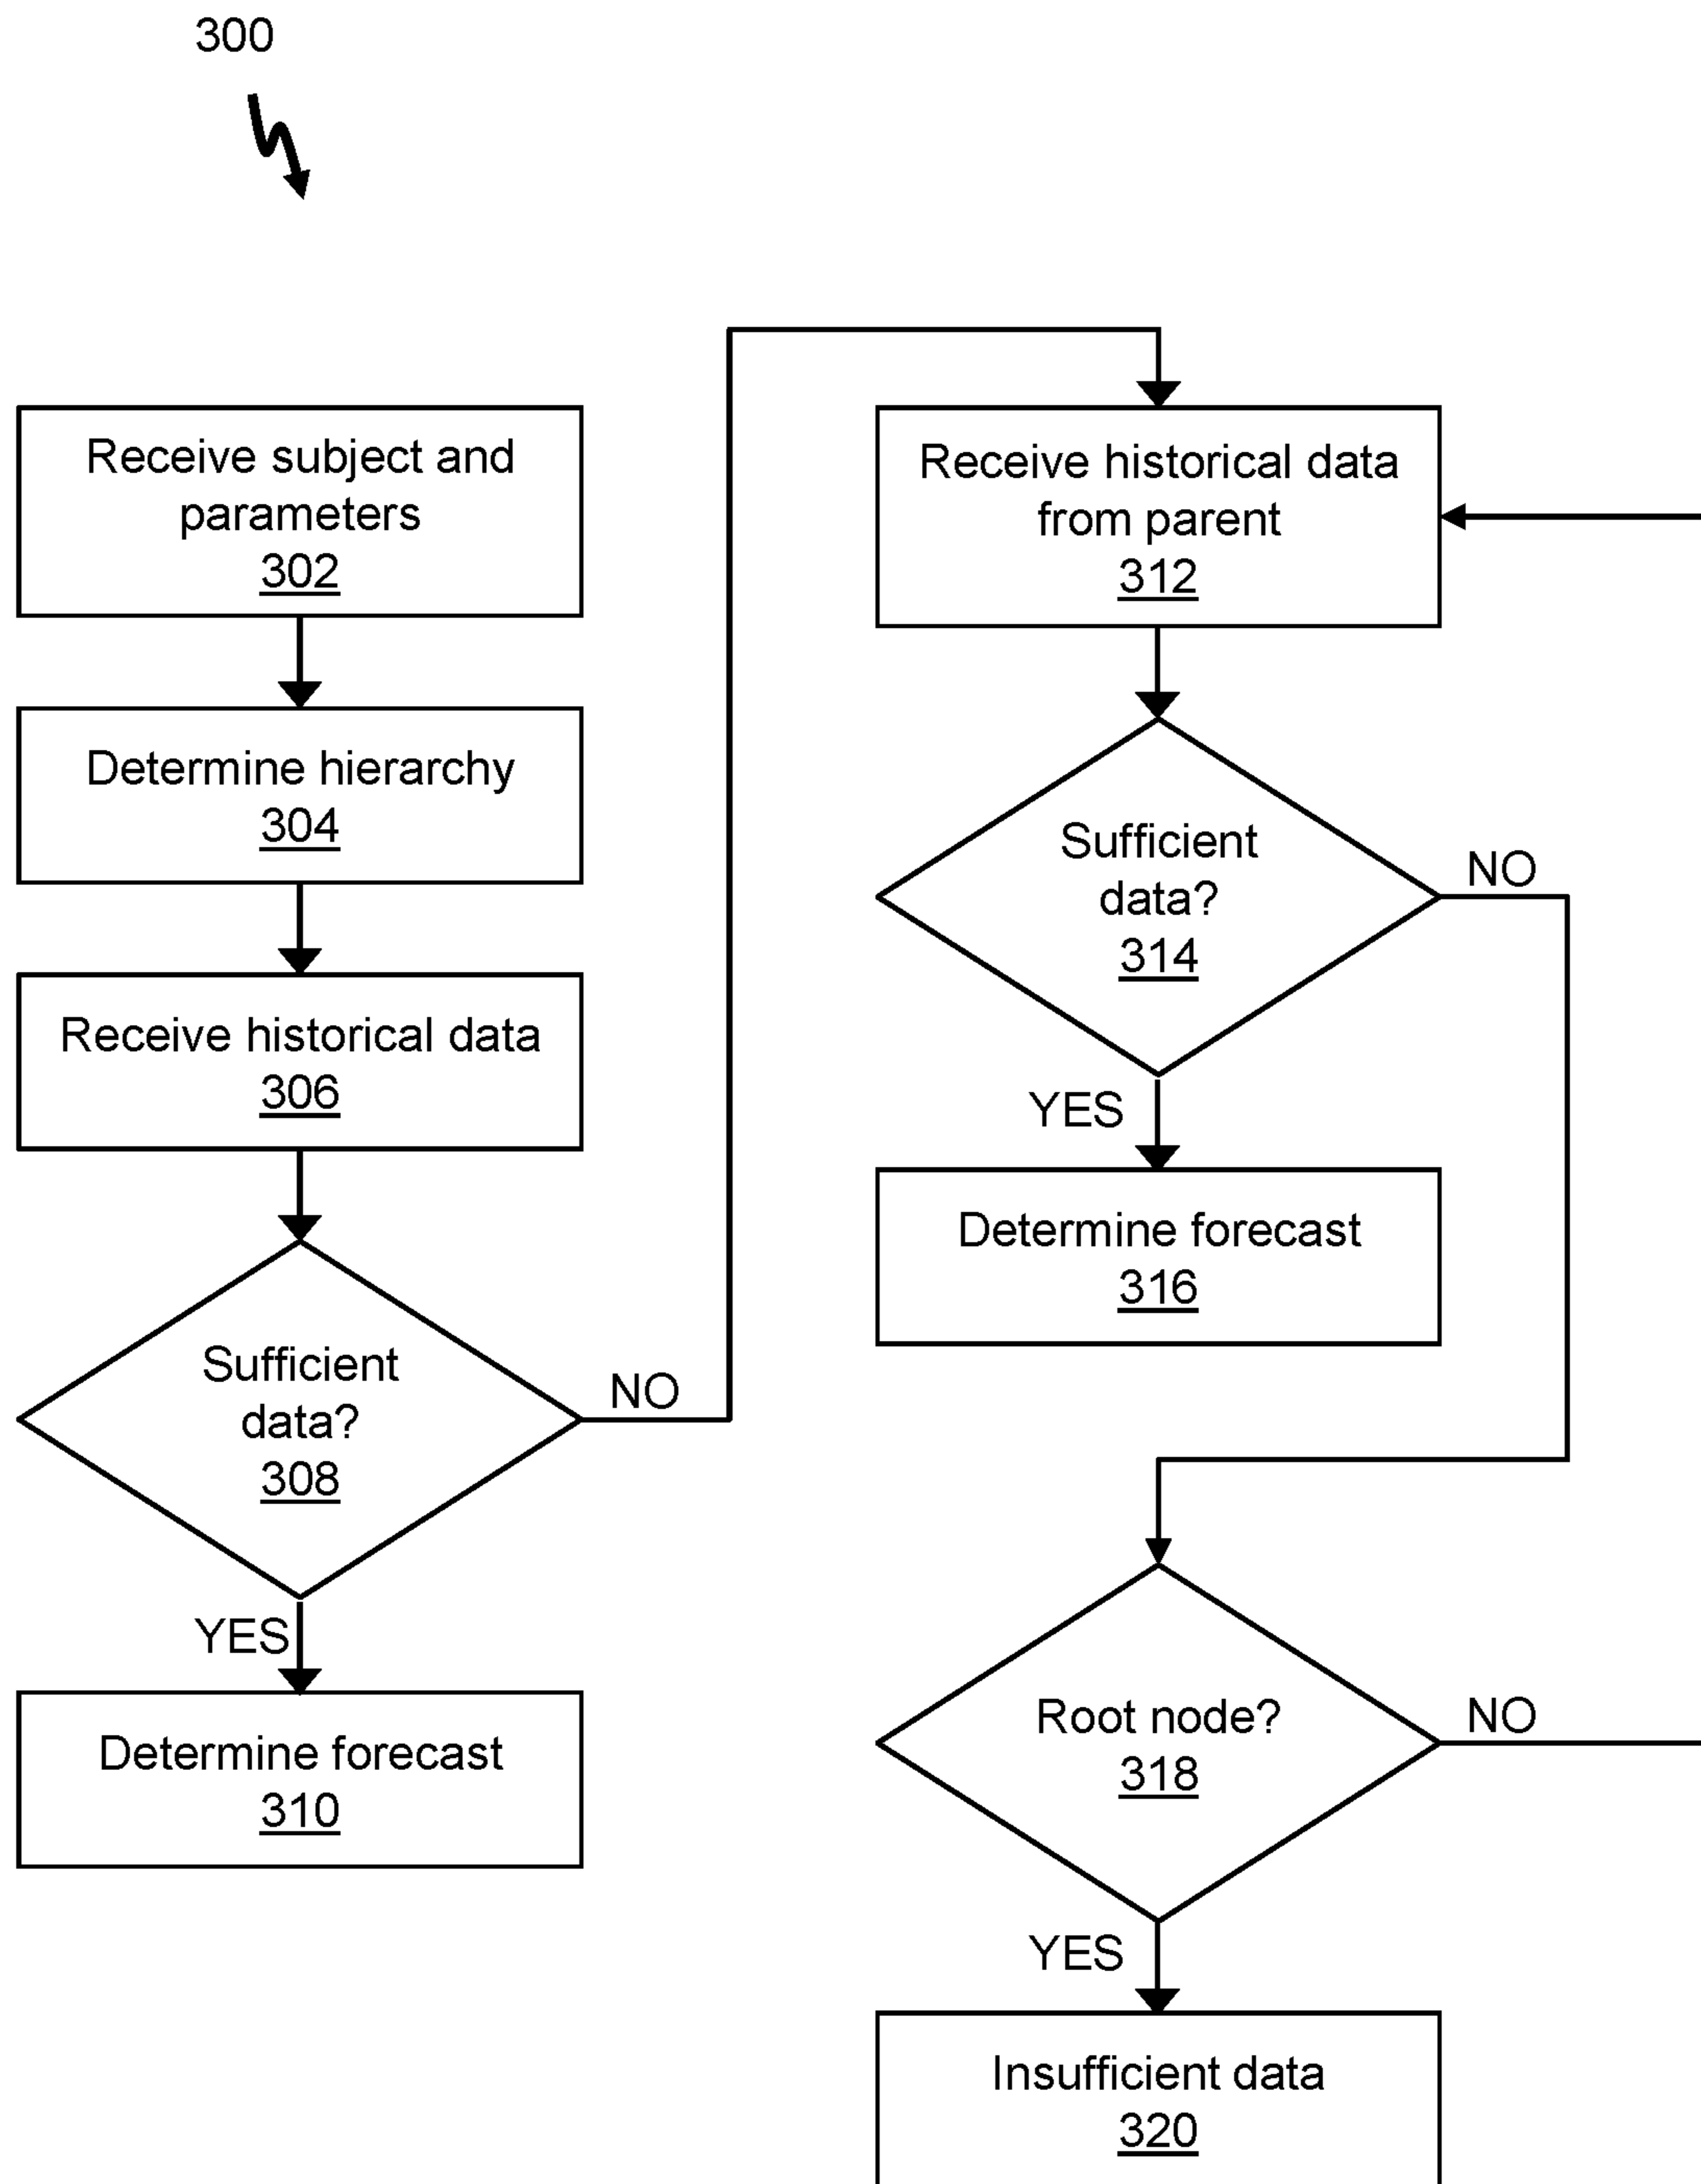 300
Receive subject and
parameters
302
Determine hierarchy
304
Receive historical data
306
Sufficient
data?
308
NO
YES
Determine forecast
310
Receive historical data
from parent
312
Sufficient
data?
314
NO
YES
Determine forecast
316
Root node?
318
NO
YES
Insufficient data
320